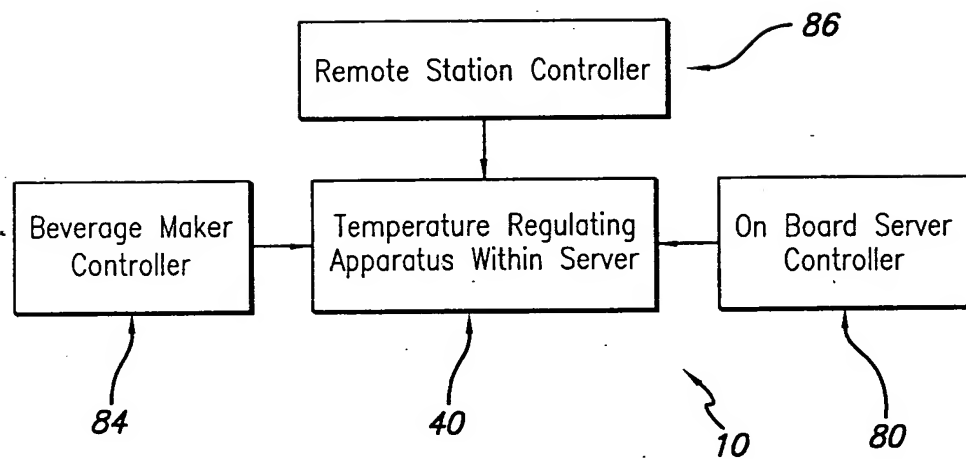 86
Remote Station Controller
Beverage Maker
Controller
Temperature Regulating
Apparatus Within Server
On Board Server
Controller
84
40
10
80